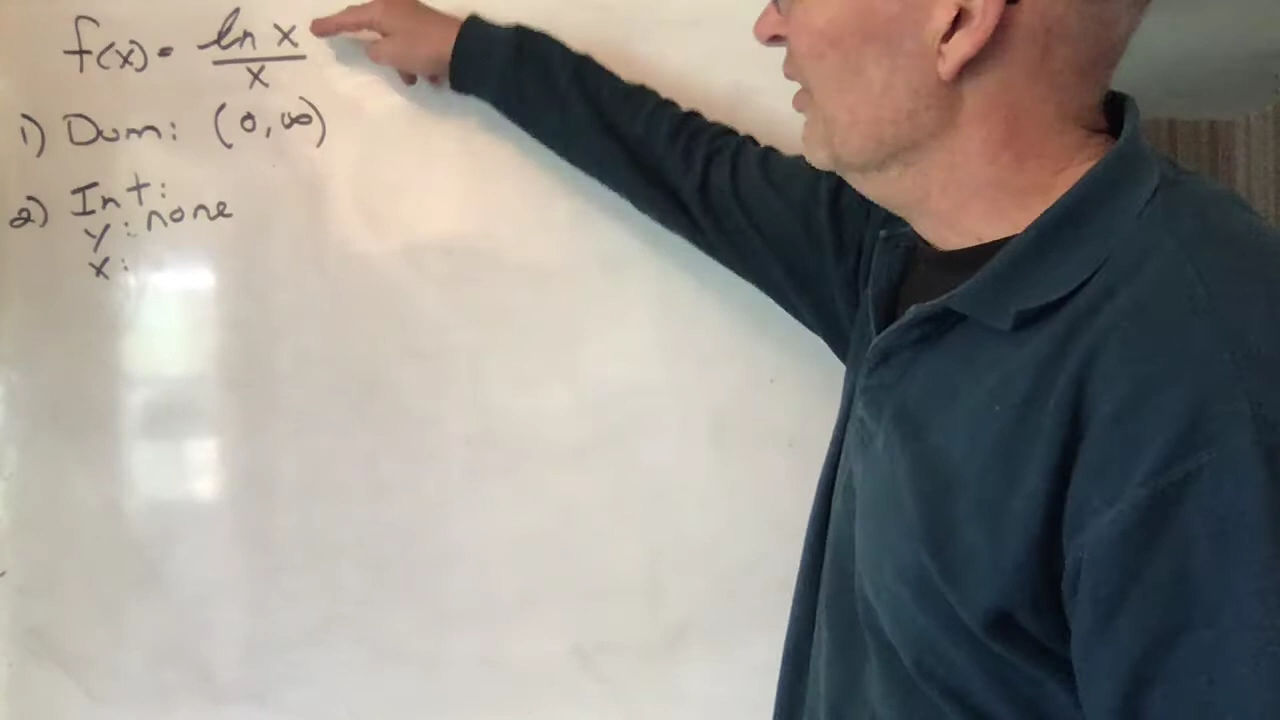 f(x) = ln x / x
1) Dom: (0, ∞)
2) Int:
y: none
x: